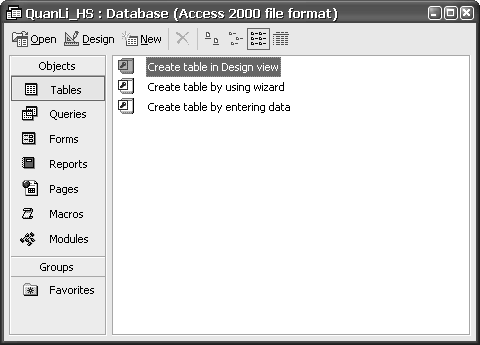 QuanLi_HS : Database (Access 2000 file format)
Open Design New
Objects
Tables
Queries
Forms
Reports
Pages
Macros
Modules
Groups
Favorites
Create table in Design view
Create table by using wizard
Create table by entering data